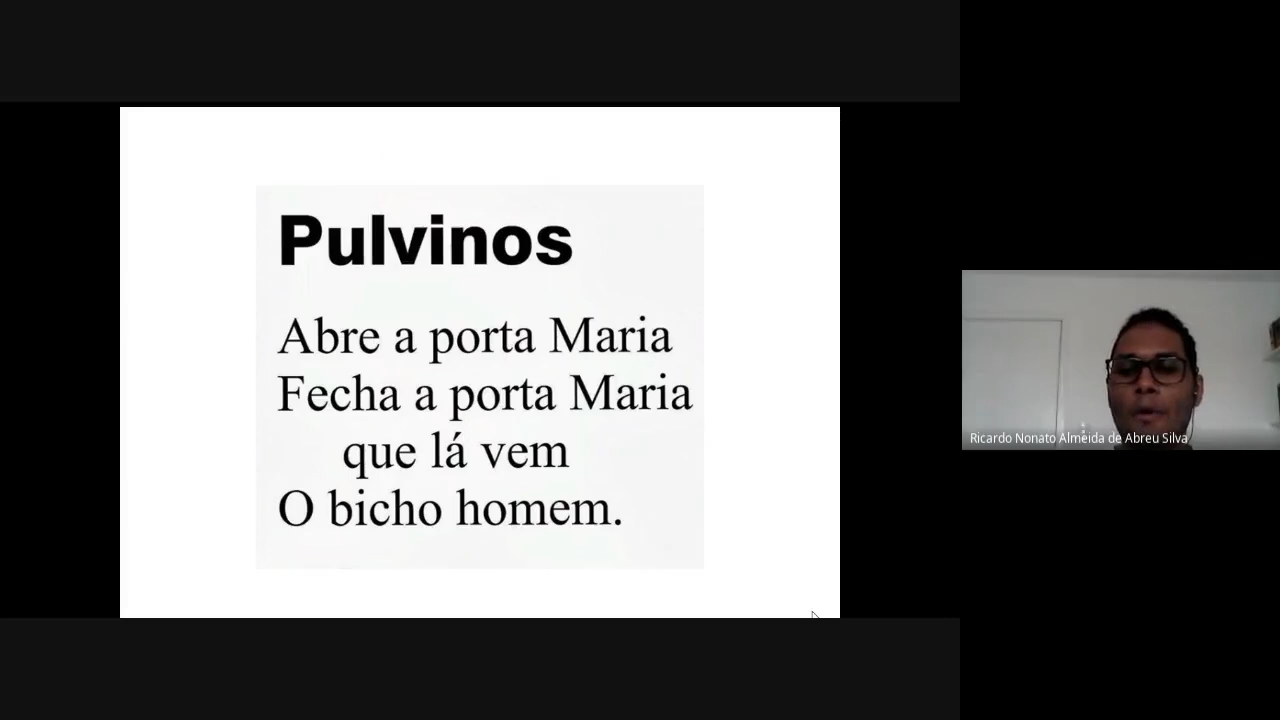 Pulvinos
Abre a porta Maria
Fecha a porta Maria
que lá vem
O bicho homem.
Ricardo Nonato Almeida de Abreu Silva